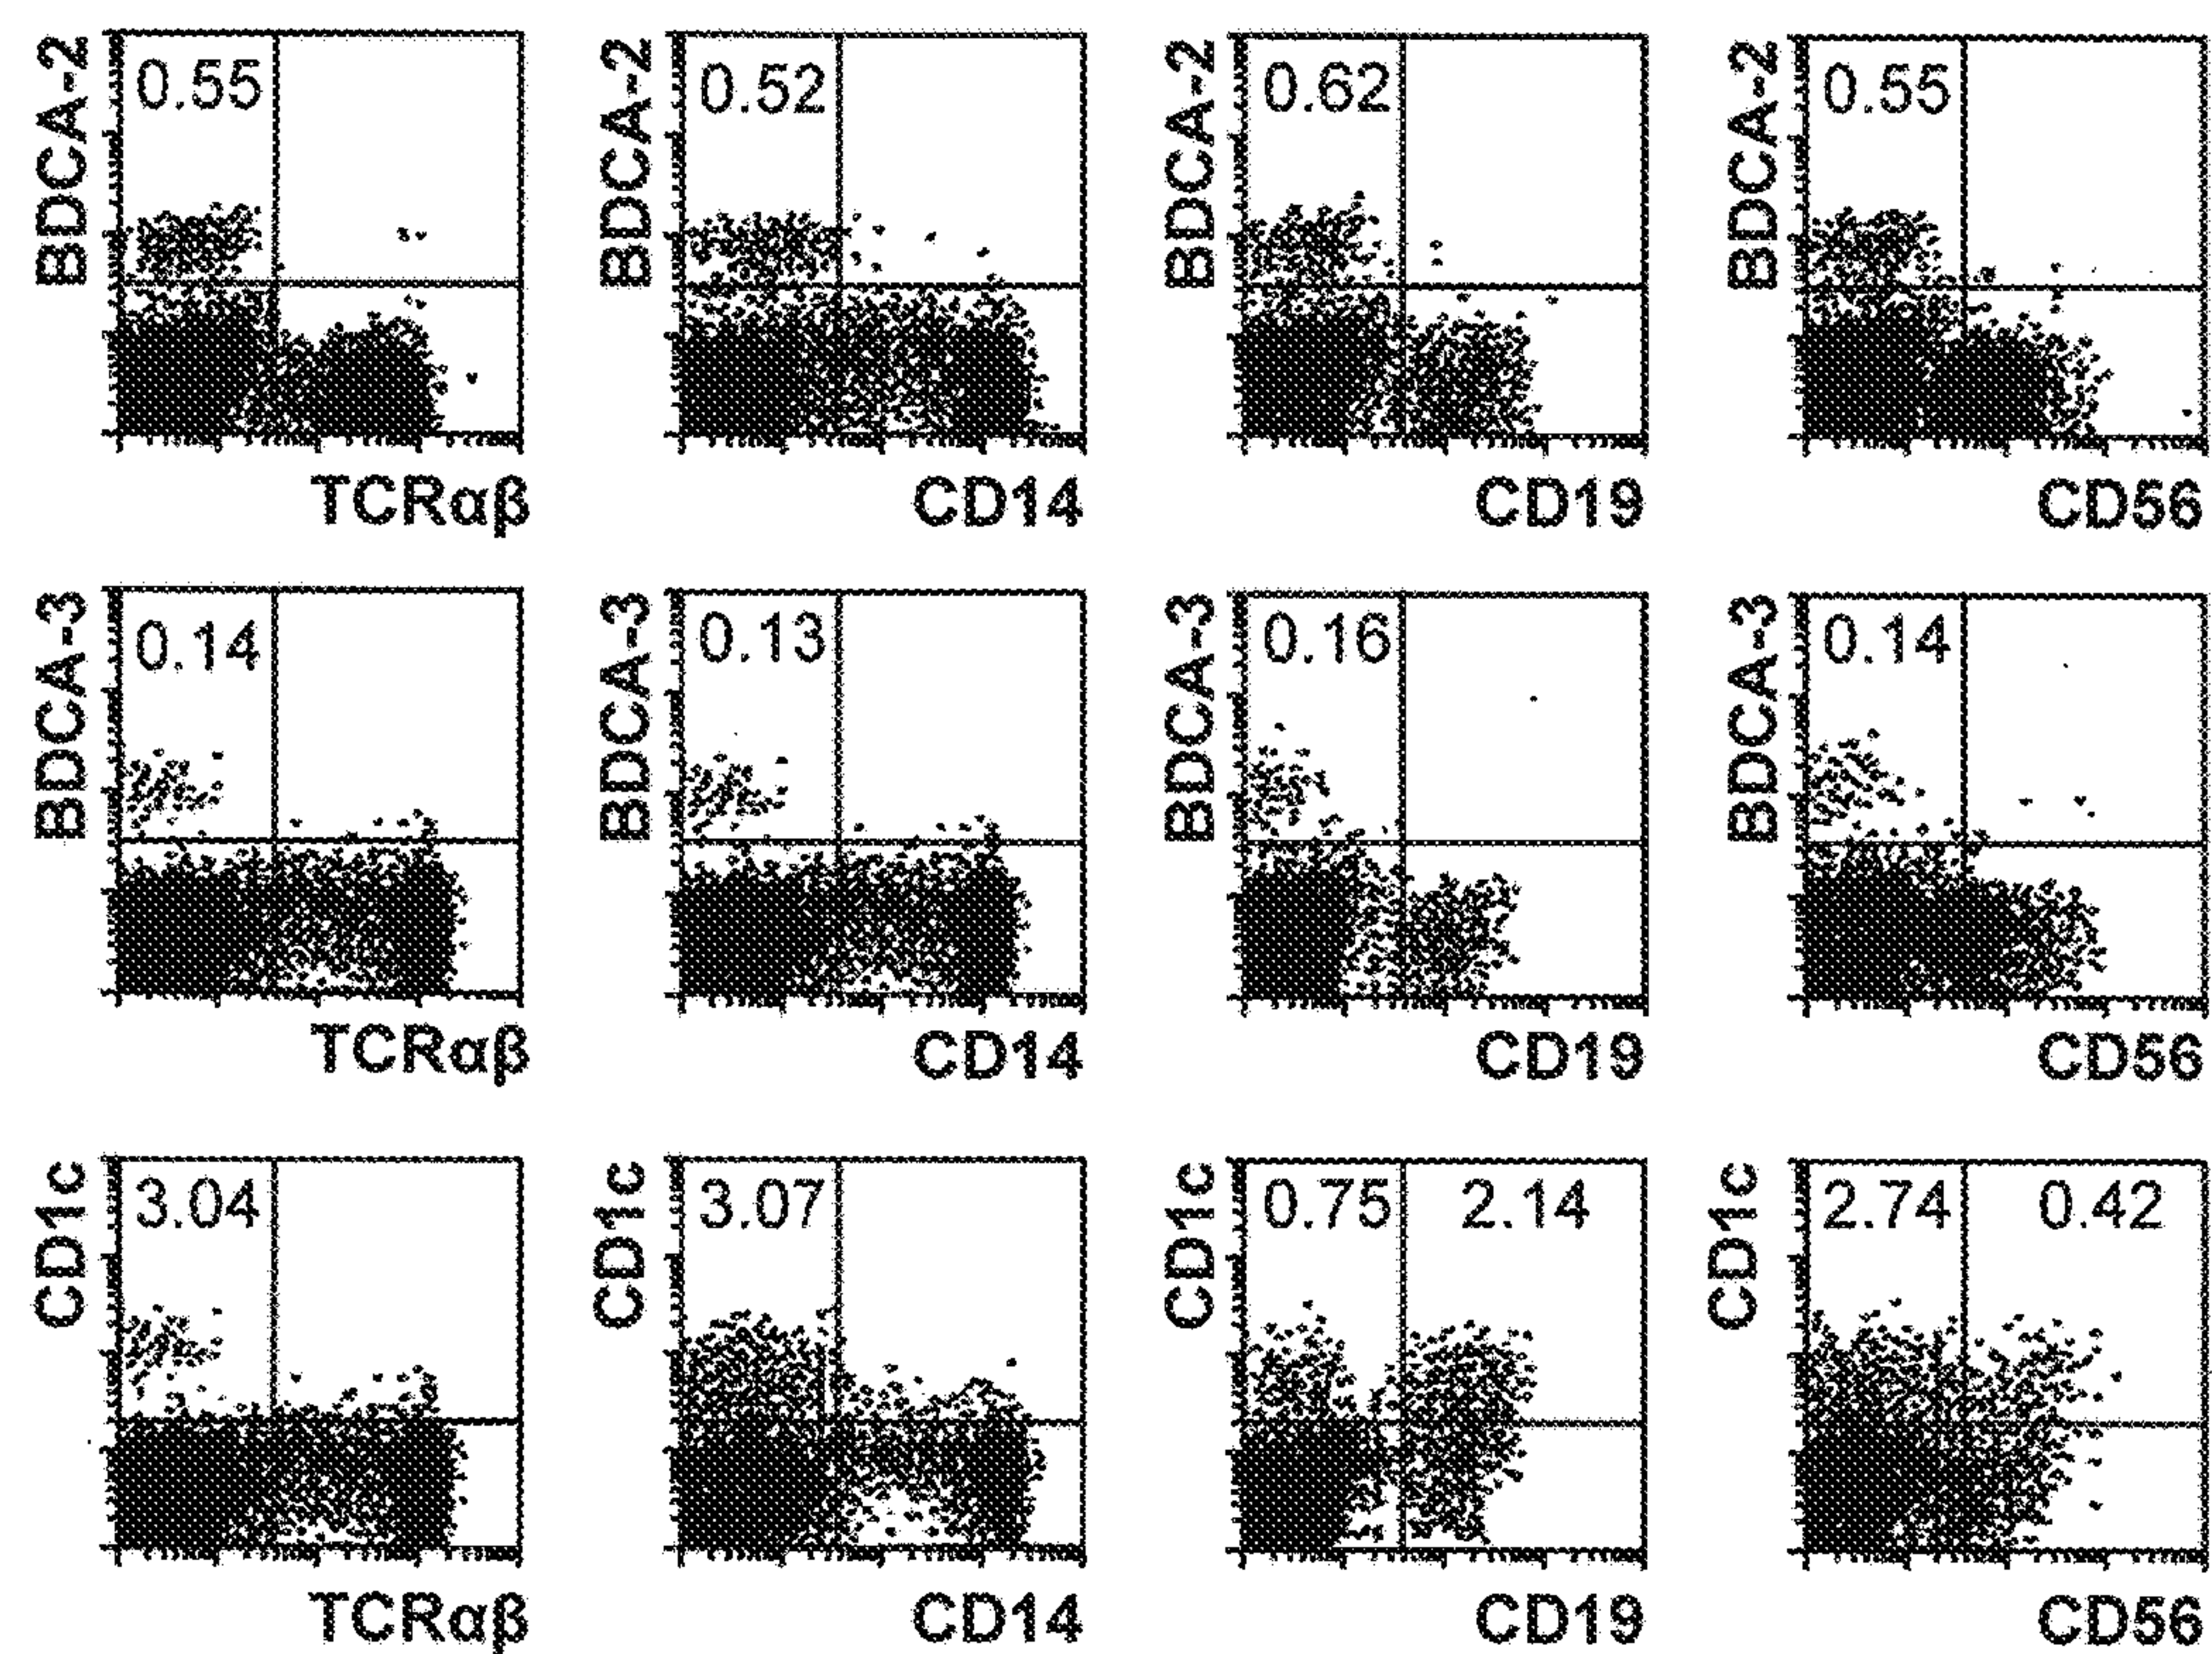 BDCA-2 0.55 BDCA-2 0.52 BDCA-2 0.62 BDCA-2 0.55
TCRαβ CD14 CD19 CD56
BDCA-3 0.14 BDCA-3 0.13 BDCA-3 0.16 BDCA-3 0.14
TCRαβ CD14 CD19 CD56
CD1c 3.04 CD1c 3.07 CD1c 0.75 2.14 CD1c 2.74 0.42
TCRαβ CD14 CD19 CD56